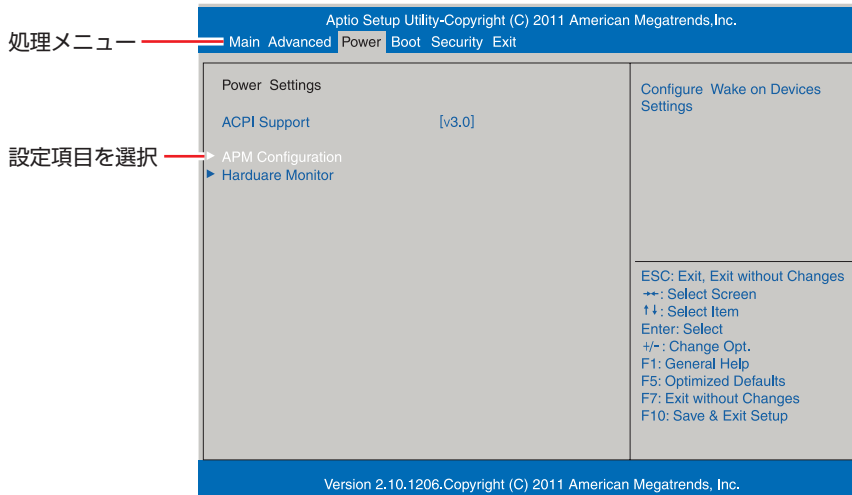 Aptio Setup Utility-Copyright (C) 2011 American Megatrends,Inc.
処理メニュー
Main Advanced Power Boot Security Exit
Power Settings
ACPI Support [v3.0]
設定項目を選択
▶ APM Configuration
▶ Harduare Monitor
Configure Wake on Devices
Settings
ESC: Exit, Exit without Changes
→←: Select Screen
↑↓: Select Item
Enter: Select
+/- : Change Opt.
F1: General Help
F5: Optimized Defaults
F7: Exit without Changes
F10: Save & Exit Setup
Version 2.10.1206.Copyright (C) 2011 American Megatrends, Inc.